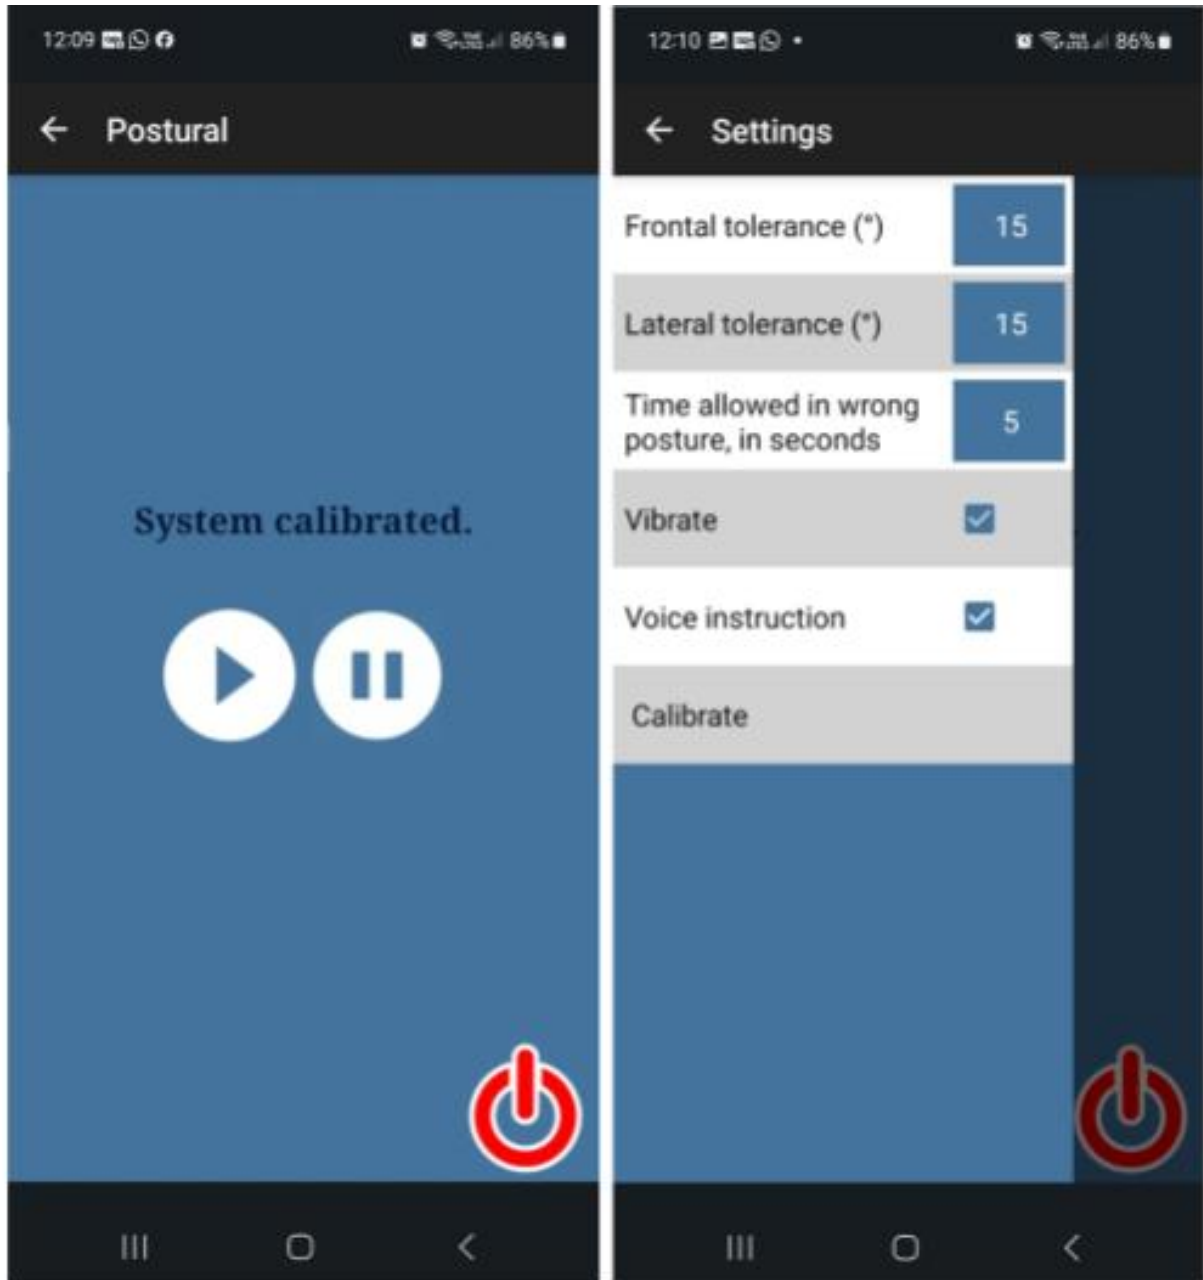 12:09
86%
Postural
System calibrated.
12:10
86%
Settings
Frontal tolerance (°)
15
Lateral tolerance (°)
15
Time allowed in wrong
posture, in seconds
5
Vibrate
Voice instruction
Calibrate